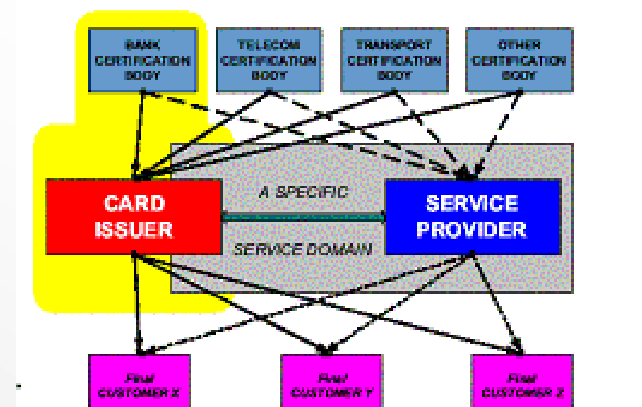 BANK
CERTIFICATION
BODY
TELECOM
CERTIFICATION
BODY
TRANSPORT
CERTIFICATION
BODY
OTHER
CERTIFICATION
BODY
CARD
ISSUER
A SPECIFIC
SERVICE DOMAIN
SERVICE
PROVIDER
Final
CUSTOMER X
Final
CUSTOMER Y
Final
CUSTOMER Z